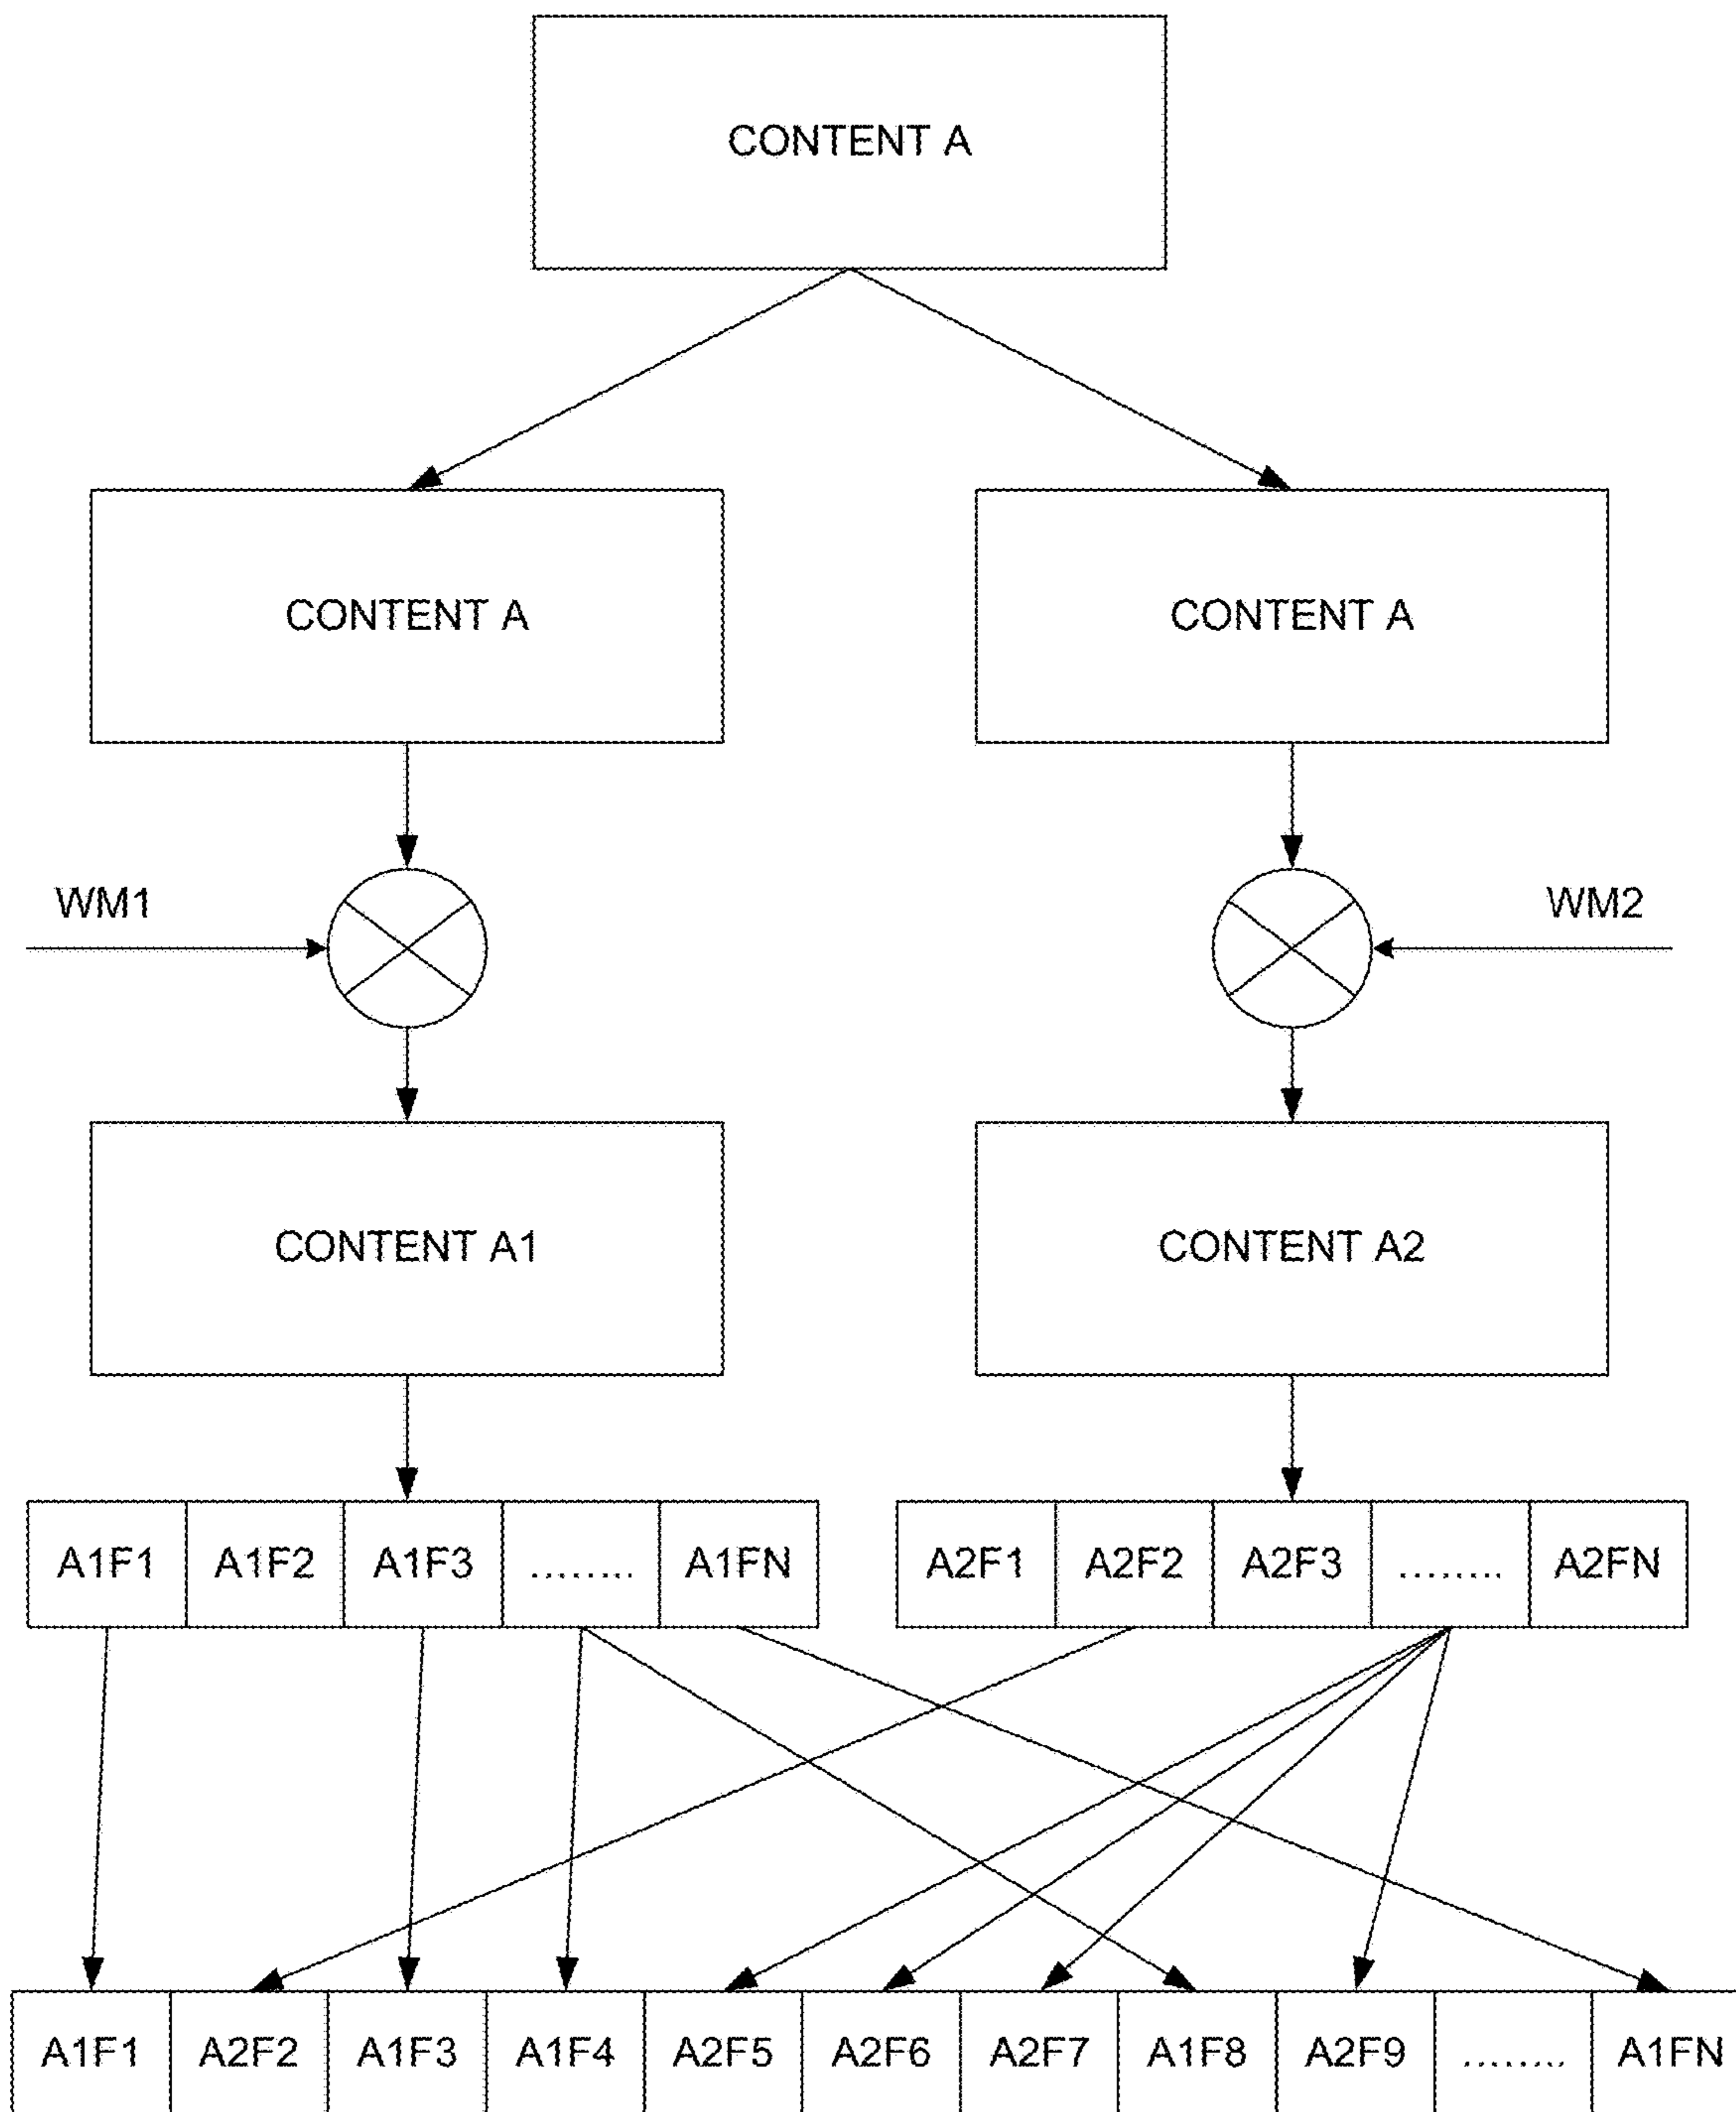 CONTENT A
CONTENT A CONTENT A
WM1 WM2
CONTENT A1 CONTENT A2
A1F1 A1F2 A1F3 ........ A1FN A2F1 A2F2 A2F3 ........ A2FN
A1F1 A2F2 A1F3 A1F4 A2F5 A2F6 A2F7 A1F8 A2F9 ........ A1FN